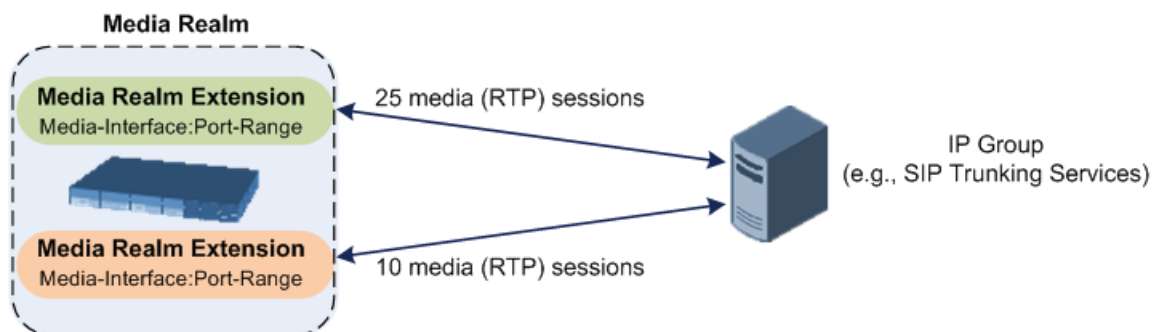 Media Realm
Media Realm Extension
Media-Interface:Port-Range
25 media (RTP) sessions
IP Group
(e.g., SIP Trunking Services)
Media Realm Extension
Media-Interface:Port-Range
10 media (RTP) sessions